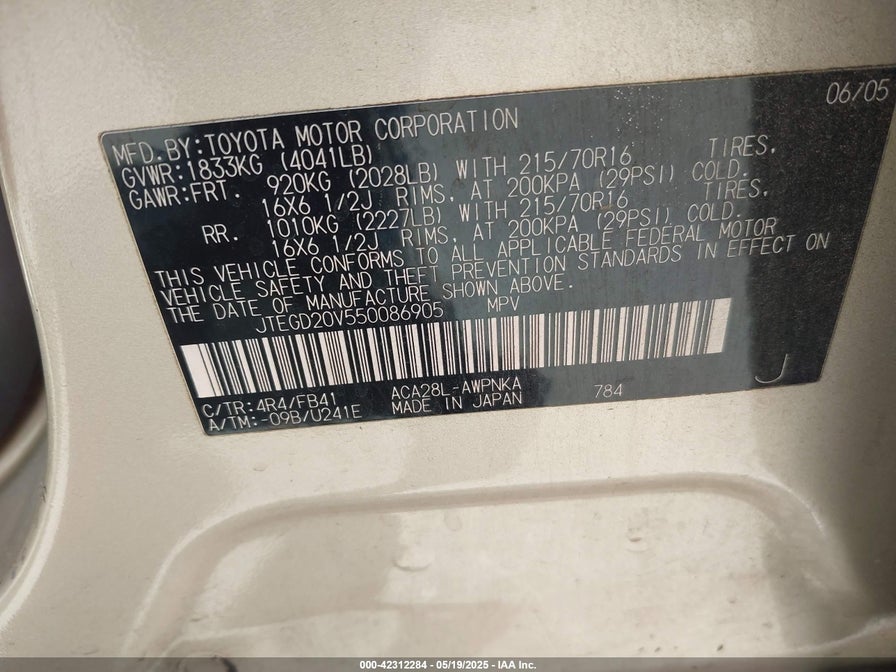 06/05
MFD.BY:TOYOTA MOTOR CORPORATION
GVWR:1833KG (4041LB)
GAWR:FRT. 920KG (2028LB) WITH 215/70R16 TIRES,
16X6 1/2J RIMS, AT 200KPA (29PSI) COLD.
RR. 1010KG (2227LB) WITH 215/70R16 TIRES,
16X6 1/2J RIMS, AT 200KPA (29PSI) COLD.
THIS VEHICLE CONFORMS TO ALL APPLICABLE FEDERAL MOTOR
VEHICLE SAFETY AND THEFT PREVENTION STANDARDS IN EFFECT ON
THE DATE OF MANUFACTURE SHOWN ABOVE.
JTEGD20V550086905 MPV
C/TR:4R4/FB41 ACA28L-AWPNKA 784
A/TM:-09B/U241E MADE IN JAPAN
J
000-42312284 - 05/19/2025 - IAA Inc.